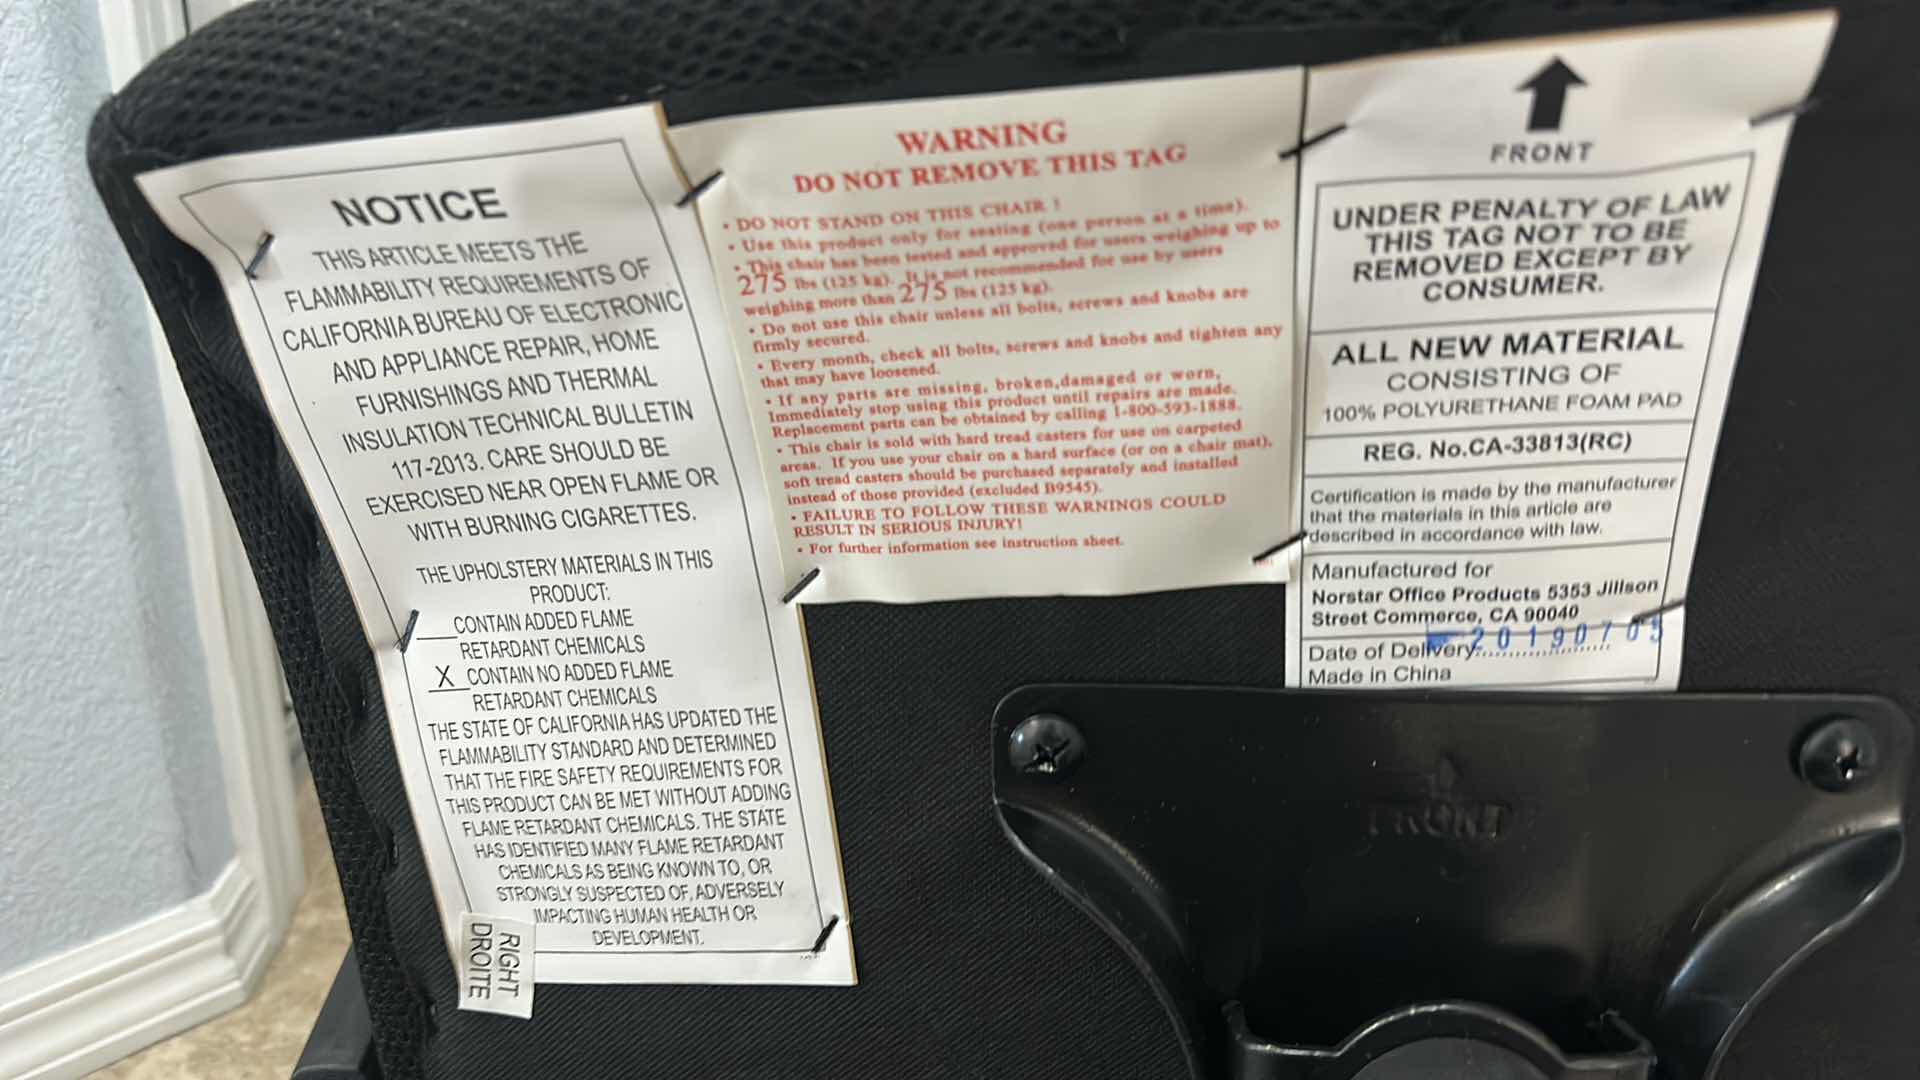 NOTICE
THIS ARTICLE MEETS THE
FLAMMABILITY REQUIREMENTS OF
CALIFORNIA BUREAU OF ELECTRONIC
AND APPLIANCE REPAIR, HOME
FURNISHINGS AND THERMAL
INSULATION TECHNICAL BULLETIN
117-2013. CARE SHOULD BE
EXERCISED NEAR OPEN FLAME OR
WITH BURNING CIGARETTES.
THE UPHOLSTERY MATERIALS IN THIS
PRODUCT:
___CONTAIN ADDED FLAME
RETARDANT CHEMICALS
X CONTAIN NO ADDED FLAME
RETARDANT CHEMICALS
THE STATE OF CALIFORNIA HAS UPDATED THE
FLAMMABILITY STANDARD AND DETERMINED
THAT THE FIRE SAFETY REQUIREMENTS FOR
THIS PRODUCT CAN BE MET WITHOUT ADDING
FLAME RETARDANT CHEMICALS. THE STATE
HAS IDENTIFIED MANY FLAME RETARDANT
CHEMICALS AS BEING KNOWN TO, OR
STRONGLY SUSPECTED OF, ADVERSELY
IMPACTING HUMAN HEALTH OR
DEVELOPMENT.
RIGHT
DROITE
WARNING
DO NOT REMOVE THIS TAG
• DO NOT STAND ON THIS CHAIR !
• Use this product only for seating (one person at a time).
• This chair has been tested and approved for users weighing up to
275 lbs (125 kg). It is not recommended for use by users
weighing more than 275 lbs (125 kg).
• Do not use this chair unless all bolts, screws and knobs are
firmly secured.
• Every month, check all bolts, screws and knobs and tighten any
that may have loosened.
• If any parts are missing, broken,damaged or worn,
Immediately stop using this product until repairs are made.
Replacement parts can be obtained by calling 1-800-593-1888.
• This chair is sold with hard tread casters for use on carpeted
areas. If you use your chair on a hard surface (or on a chair mat),
soft tread casters should be purchased separately and installed
instead of those provided (excluded B9545).
• FAILURE TO FOLLOW THESE WARNINGS COULD
RESULT IN SERIOUS INJURY!
• For further information see instruction sheet.
FRONT
UNDER PENALTY OF LAW
THIS TAG NOT TO BE
REMOVED EXCEPT BY
CONSUMER.
ALL NEW MATERIAL
CONSISTING OF
100% POLYURETHANE FOAM PAD
REG. No.CA-33813(RC)
Certification is made by the manufacturer
that the materials in this article are
described in accordance with law.
Manufactured for
Norstar Office Products 5353 Jillson
Street Commerce, CA 90040
Date of Delivery 20190705
Made in China
FRONT